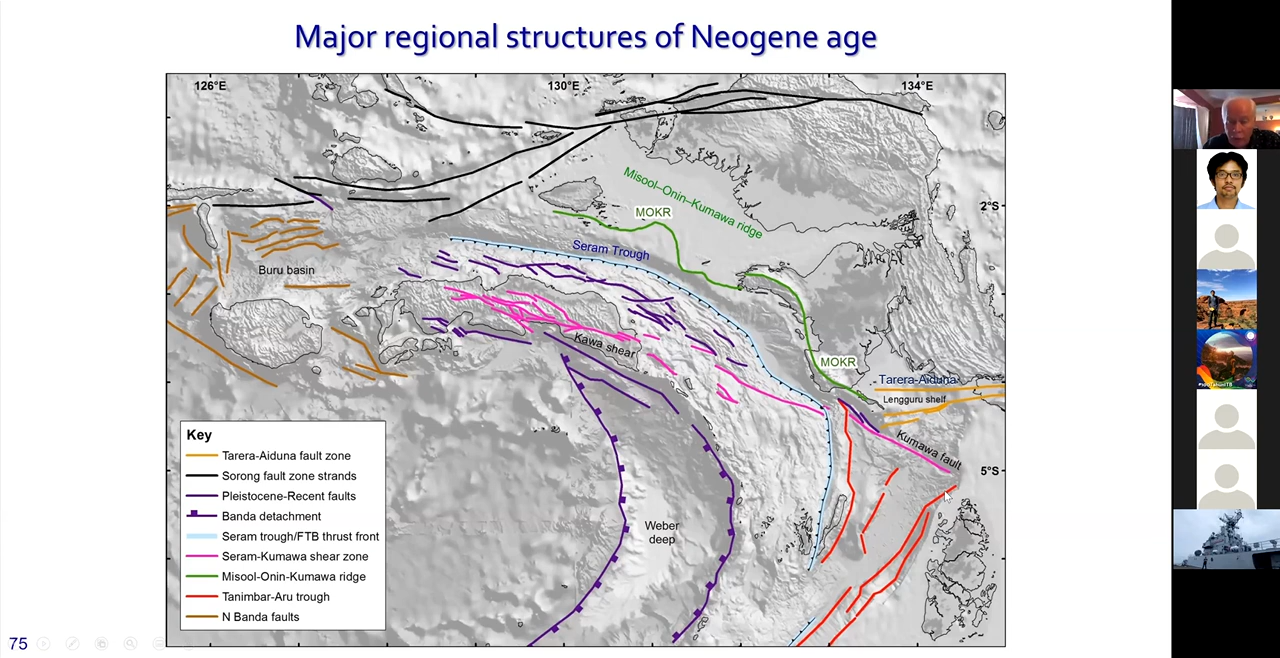 Major regional structures of Neogene age
126°E
130°E
134°E
Misool-Onin-Kumawa ridge
MOKR
2°S
Seram Trough
Buru basin
Kawa shear
MOKR
Tarera-Aiduna
Lengguru shelf
Kumawa fault
5°S
Weber
deep
Key
Tarera-Aiduna fault zone
Sorong fault zone strands
Pleistocene-Recent faults
Banda detachment
Seram trough/FTB thrust front
Seram-Kumawa shear zone
Misool-Onin-Kumawa ridge
Tanimbar-Aru trough
N Banda faults
75